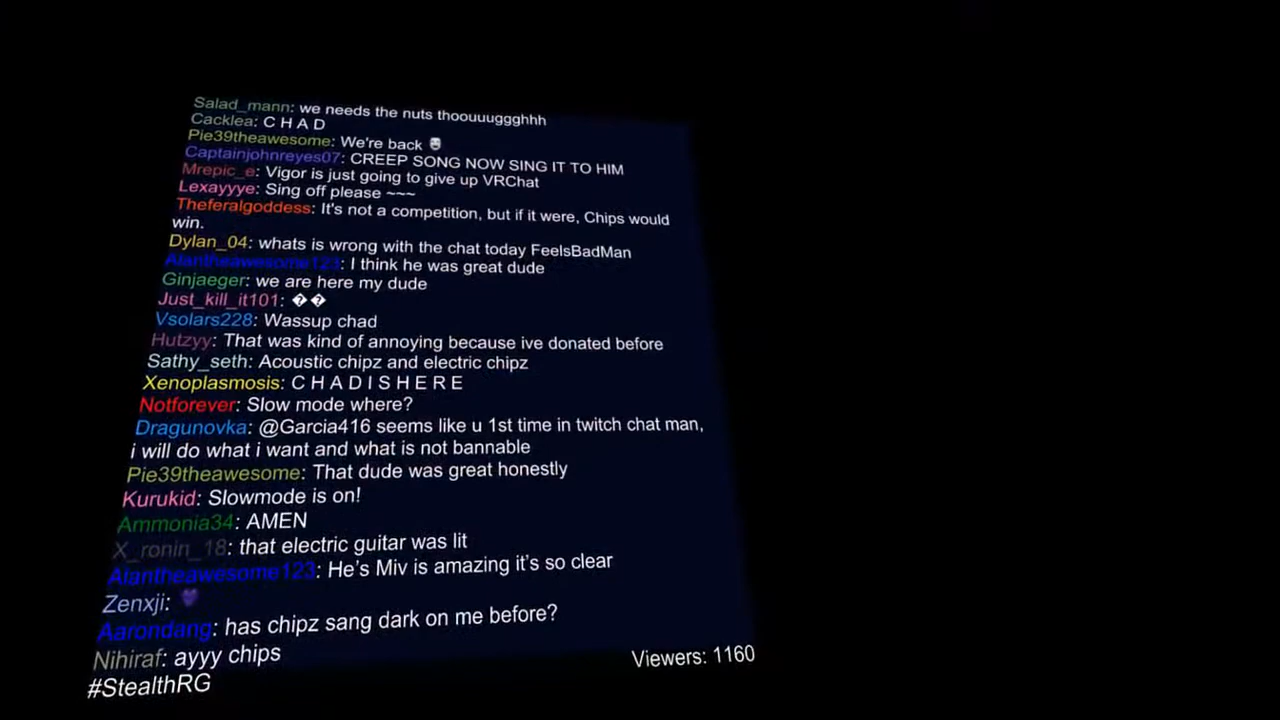 Salad_mann: we needs the nuts thoouuuggghhh
Cacklea: C H A D
Pie39theawesome: We're back
Captainjohnreyes07: CREEP SONG NOW SING IT TO HIM
Mrepic_e: Vigor is just going to give up VRChat
Lexayyye: Sing off please ~~~
Theferalgoddess: It's not a competition, but if it were, Chips would
win.
Dylan_04: whats is wrong with the chat today FeelsBadMan
Alantheawesome123: I think he was great dude
Ginjaeger: we are here my dude
Just_kill_it101: ��
Vsolars228: Wassup chad
Hutzyy: That was kind of annoying because ive donated before
Sathy_seth: Acoustic chipz and electric chipz
Xenoplasmosis: C H A D I S H E R E
Notforever: Slow mode where?
Dragunovka: @Garcia416 seems like u 1st time in twitch chat man,
i will do what i want and what is not bannable
Pie39theawesome: That dude was great honestly
Kurukid: Slowmode is on!
Ammonia34: AMEN
X_ronin_18: that electric guitar was lit
Alantheawesome123: He's Miv is amazing it's so clear
Zenxji: 💜
Aarondang: has chipz sang dark on me before?
Nihiraf: ayyy chips
#StealthRG
Viewers: 1160